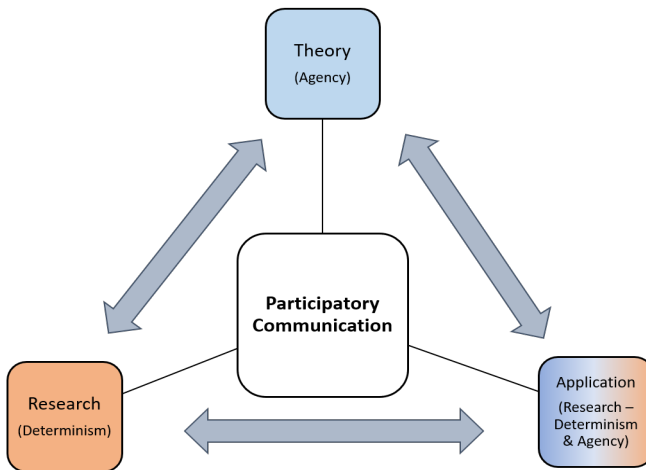 Theory
(Agency)
Participatory
Communication
Research
(Determinism)
Application
(Research –
Determinism
& Agency)